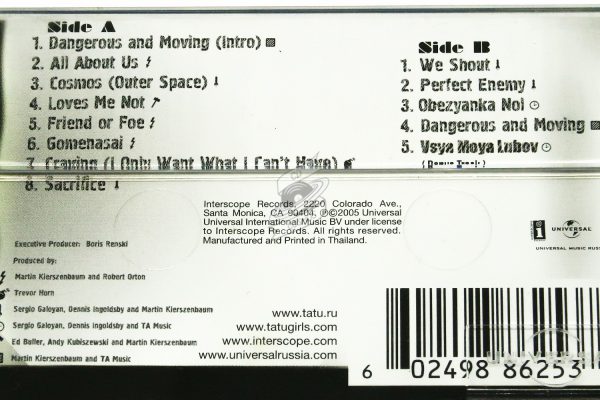 Side A
1. Dangerous and Moving (Intro)
2. All About Us
3. Cosmos (Outer Space)
4. Loves Me Not
5. Friend or Foe
6. Gomenasai
7. Craving (I Only Want What I Can't Have)
8. Sacrifice
Side B
1. We Shout
2. Perfect Enemy
3. Obezyanka Nol
4. Dangerous and Moving
5. Vsya Moya Lubov
(Bonus Track)
Interscope Records: 2220 Colorado Ave.,
Santa Monica, CA 90404. ℗©2005 Universal
Universal International Music BV under license
to Interscope Records. All rights reserved.
Manufactured and Printed in Thailand.
Executive Producer: Boris Renski
Produced by:
Martin Kierszenbaum and Robert Orton
Trevor Horn
Sergio Galoyan, Dennis Ingoldsby and Martin Kierszenbaum
Sergio Galoyan, Dennis Ingoldsby and TA Music
Ed Buller, Andy Kubiszewski and Martin Kierszenbaum
Martin Kierszenbaum and TA Music
www.tatu.ru
www.tatugirls.com
www.interscope.com
www.universalrussia.com
i
UNIVERSAL
UNIVERSAL MUSIC RUSS
UNIVERSAL
6 02498 86253